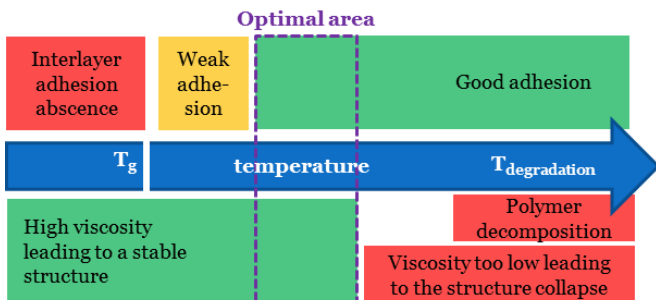 Optimal area
Interlayer
adhesion
abscence
Weak
adhe-
sion
Good adhesion
Tg
temperature
Tdegradation
High viscosity
leading to a stable
structure
Polymer
decomposition
Viscosity too low leading
to the structure collapse